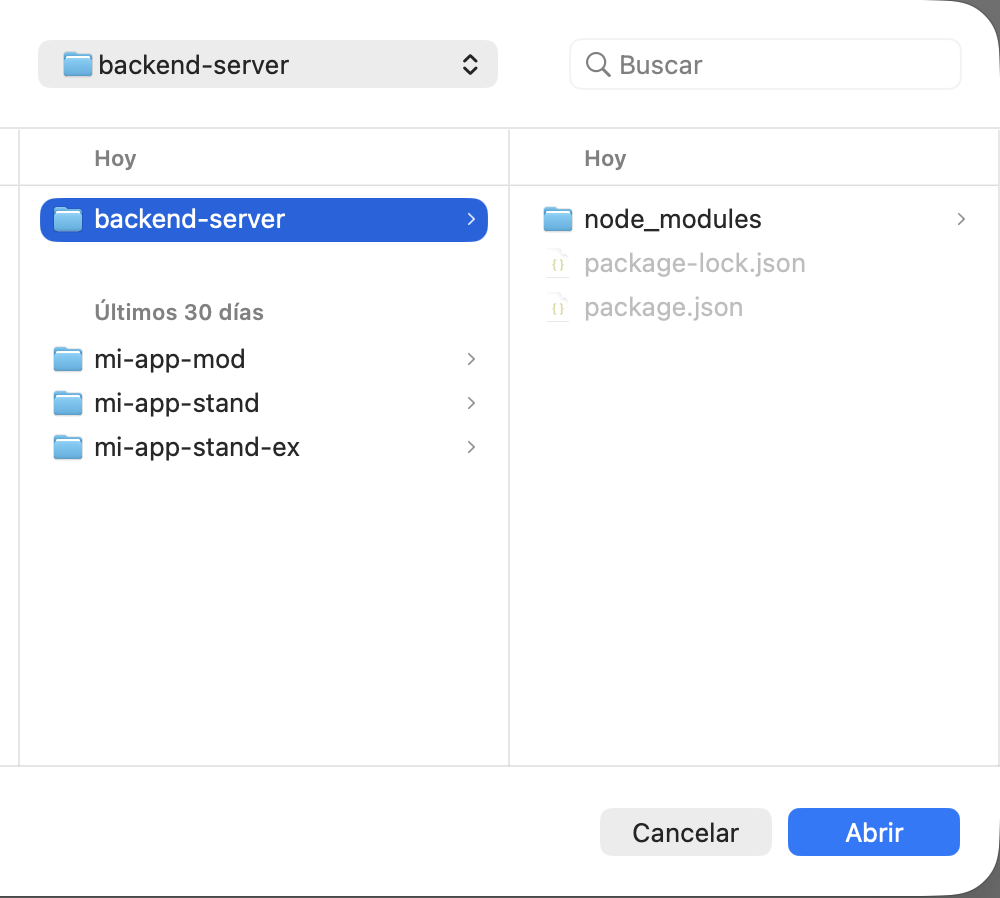 backend-server
Buscar
Hoy
backend-server
Últimos 30 días
mi-app-mod
mi-app-stand
mi-app-stand-ex
Hoy
node_modules
package-lock.json
package.json
Cancelar
Abrir